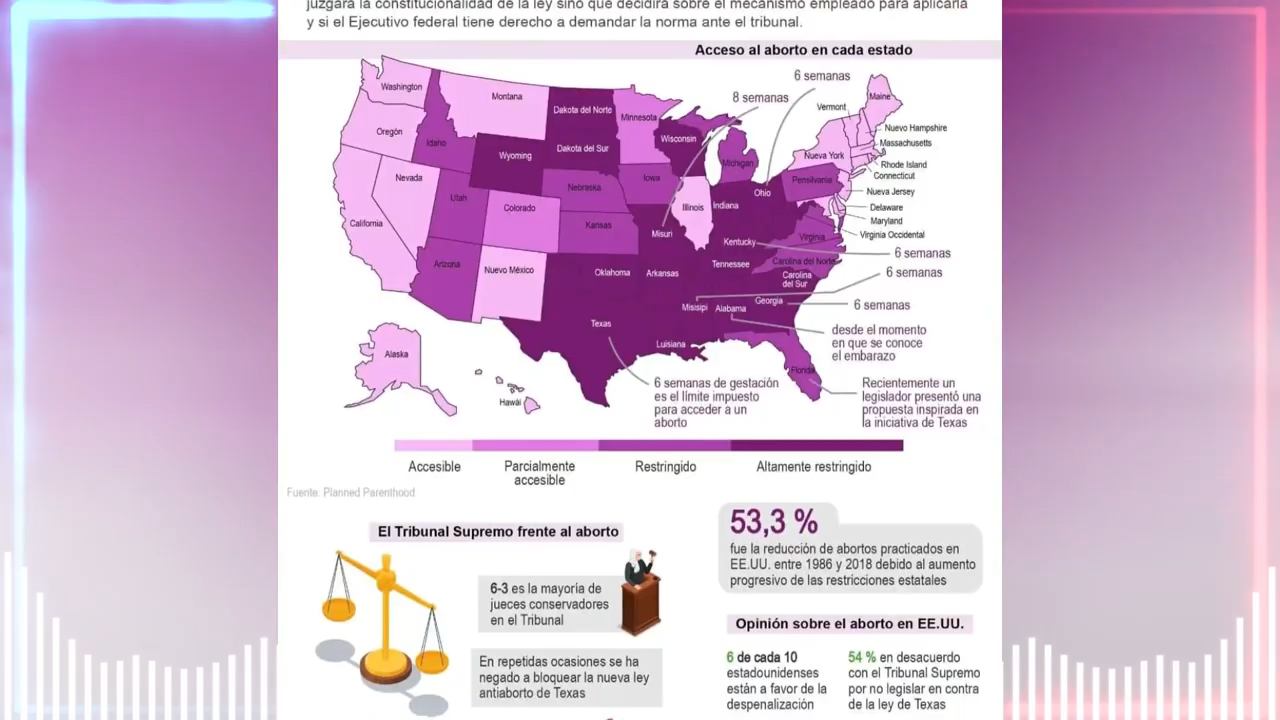 juzgará la constitucionalidad de la ley sino que decidirá sobre el mecanismo empleado para aplicarla
y si el Ejecutivo federal tiene derecho a demandar la norma ante el tribunal.
Acceso al aborto en cada estado
6 semanas
8 semanas
Washington
Montana
Dakota del Norte
Minnesota
Vermont
Maine
Oregón
Idaho
Wyoming
Dakota del Sur
Wisconsin
Michigan
Nueva York
Nuevo Hampshire
Massachusetts
Rhode Island
Connecticut
Nevada
Utah
Colorado
Nebraska
Iowa
Illinois
Indiana
Ohio
Pensilvania
Nueva Jersey
Delaware
Maryland
Virginia Occidental
California
Kansas
Misuri
Kentucky
Virginia
6 semanas
Arizona
Nuevo México
Oklahoma
Arkansas
Tennessee
Carolina del Norte
Carolina
del Sur
6 semanas
Misisipi
Alabama
Georgia
6 semanas
Texas
Luisiana
Florida
desde el momento
en que se conoce
el embarazo
Alaska
Hawái
6 semanas de gestación
es el límite impuesto
para acceder a un
aborto
Recientemente un
legislador presentó una
propuesta inspirada en
la iniciativa de Texas
Accesible
Parcialmente
accesible
Restringido
Altamente restringido
Fuente: Planned Parenthood
El Tribunal Supremo frente al aborto
6-3 es la mayoría de
jueces conservadores
en el Tribunal
En repetidas ocasiones se ha
negado a bloquear la nueva ley
antiaborto de Texas
53,3 %
fue la reducción de abortos practicados en
EE.UU. entre 1986 y 2018 debido al aumento
progresivo de las restricciones estatales
Opinión sobre el aborto en EE.UU.
6 de cada 10
estadounidenses
están a favor de la
despenalización
54 % en desacuerdo
con el Tribunal Supremo
por no legislar en contra
de la ley de Texas